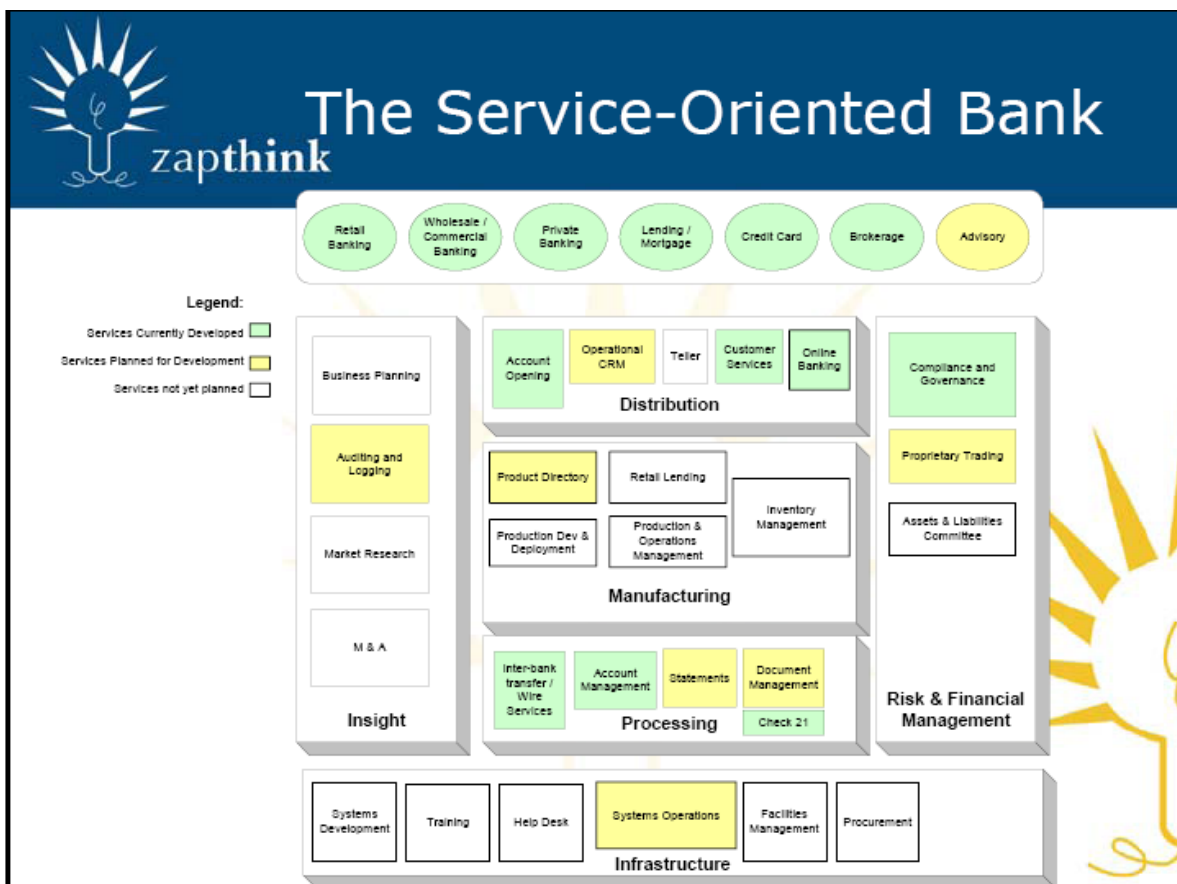 The Service-Oriented Bank
zapthink
Retail
Banking
Wholesale /
Commercial
Banking
Private
Banking
Lending /
Mortgage
Credit Card
Brokerage
Advisory
Legend:
Services Currently Developed
Services Planned for Development
Services not yet planned
Business Planning
Auditing and
Logging
Market Research
M & A
Insight
Account
Opening
Operational
CRM
Teller
Customer
Services
Online
Banking
Distribution
Product Directory
Retail Lending
Inventory
Management
Production Dev &
Deployment
Production &
Operations
Management
Manufacturing
Inter-bank
transfer /
Wire
Services
Account
Management
Statements
Document
Management
Check 21
Processing
Compliance and
Governance
Proprietary Trading
Assets & Liabilities
Committee
Risk & Financial
Management
Systems
Development
Training
Help Desk
Systems Operations
Facilities
Management
Procurement
Infrastructure